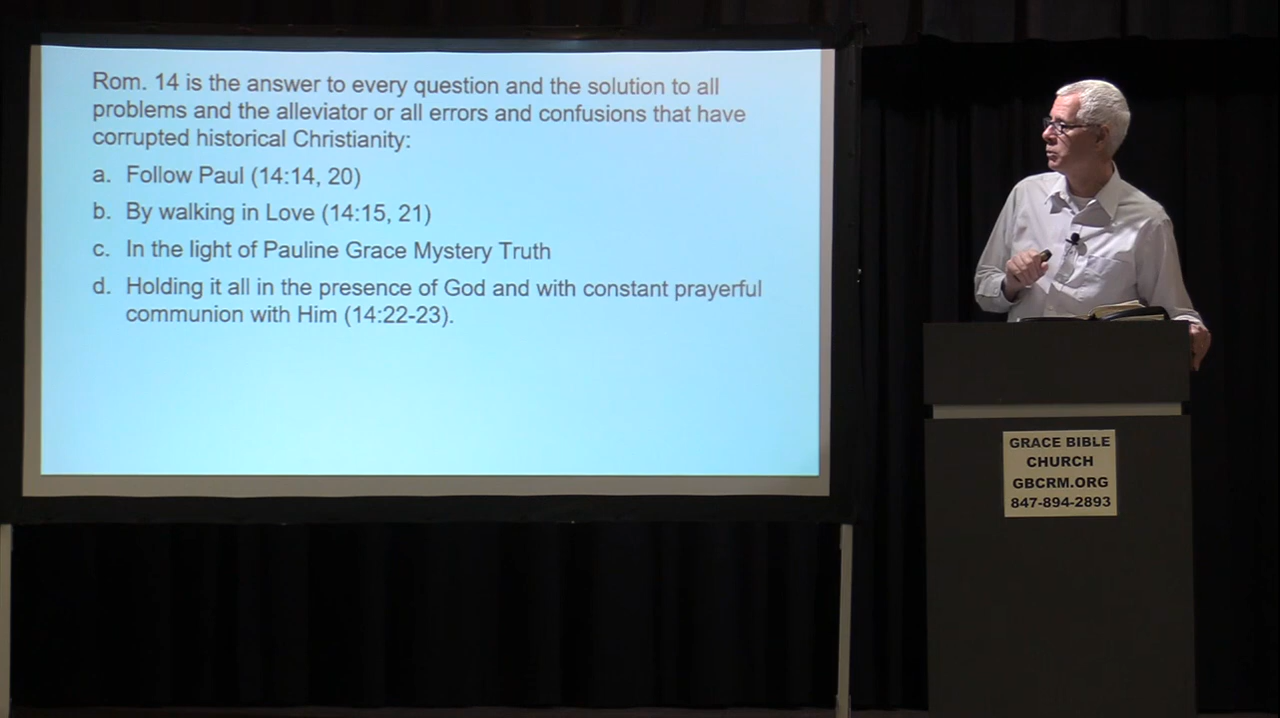 Rom. 14 is the answer to every question and the solution to all
problems and the alleviator or all errors and confusions that have
corrupted historical Christianity:
a. Follow Paul (14:14, 20)
b. By walking in Love (14:15, 21)
c. In the light of Pauline Grace Mystery Truth
d. Holding it all in the presence of God and with constant prayerful
communion with Him (14:22-23).
GRACE BIBLE
CHURCH
GBCRM.ORG
847-894-2893